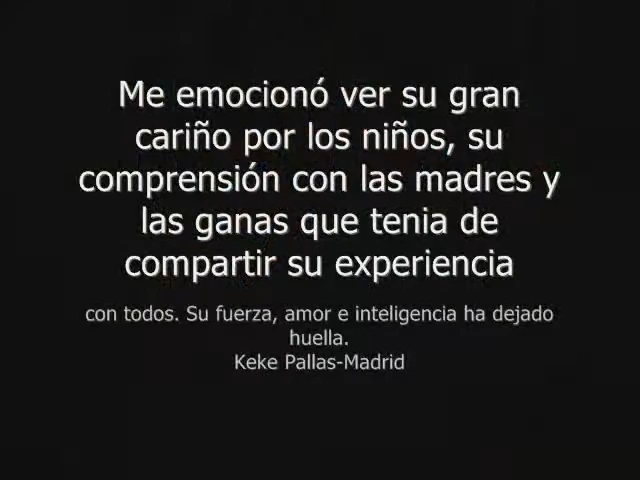 Me emocionó ver su gran
cariño por los niños, su
comprensión con las madres y
las ganas que tenia de
compartir su experiencia
con todos. Su fuerza, amor e inteligencia ha dejado
huella.
Keke Pallas-Madrid